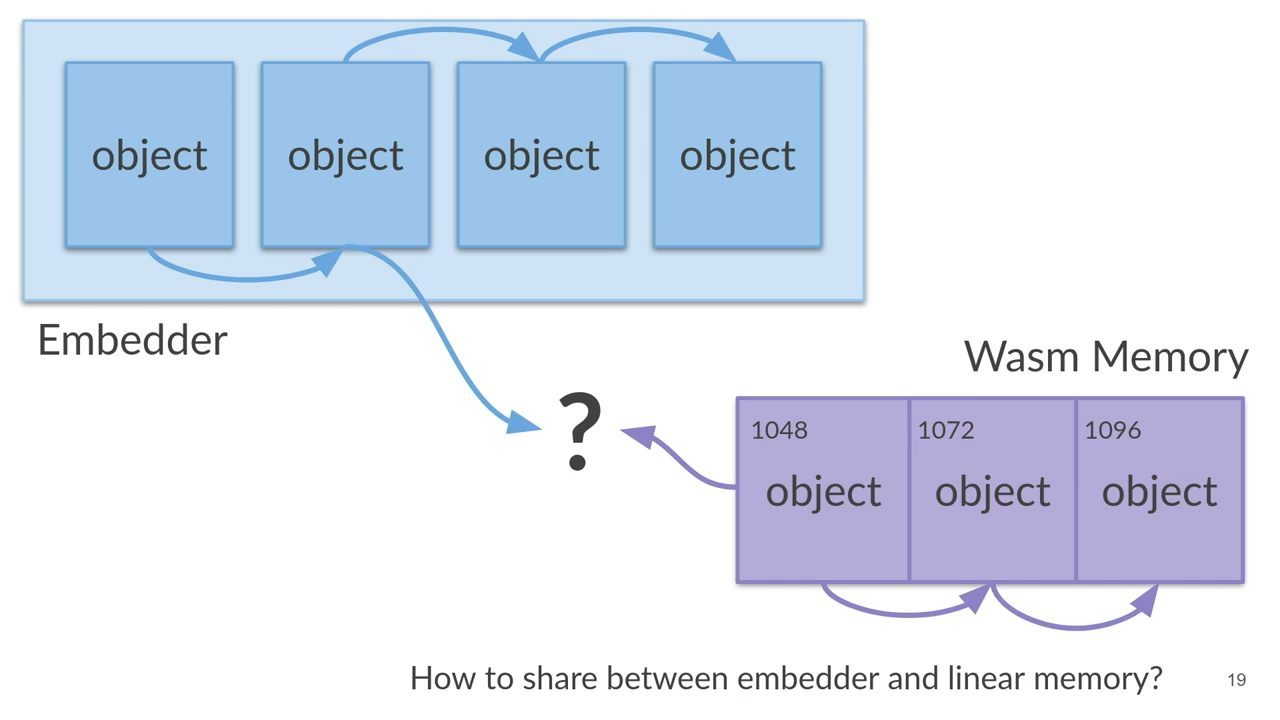 object
object
object
object
Embedder
Wasm Memory
?
1048
1072
1096
object
object
object
How to share between embedder and linear memory?
19